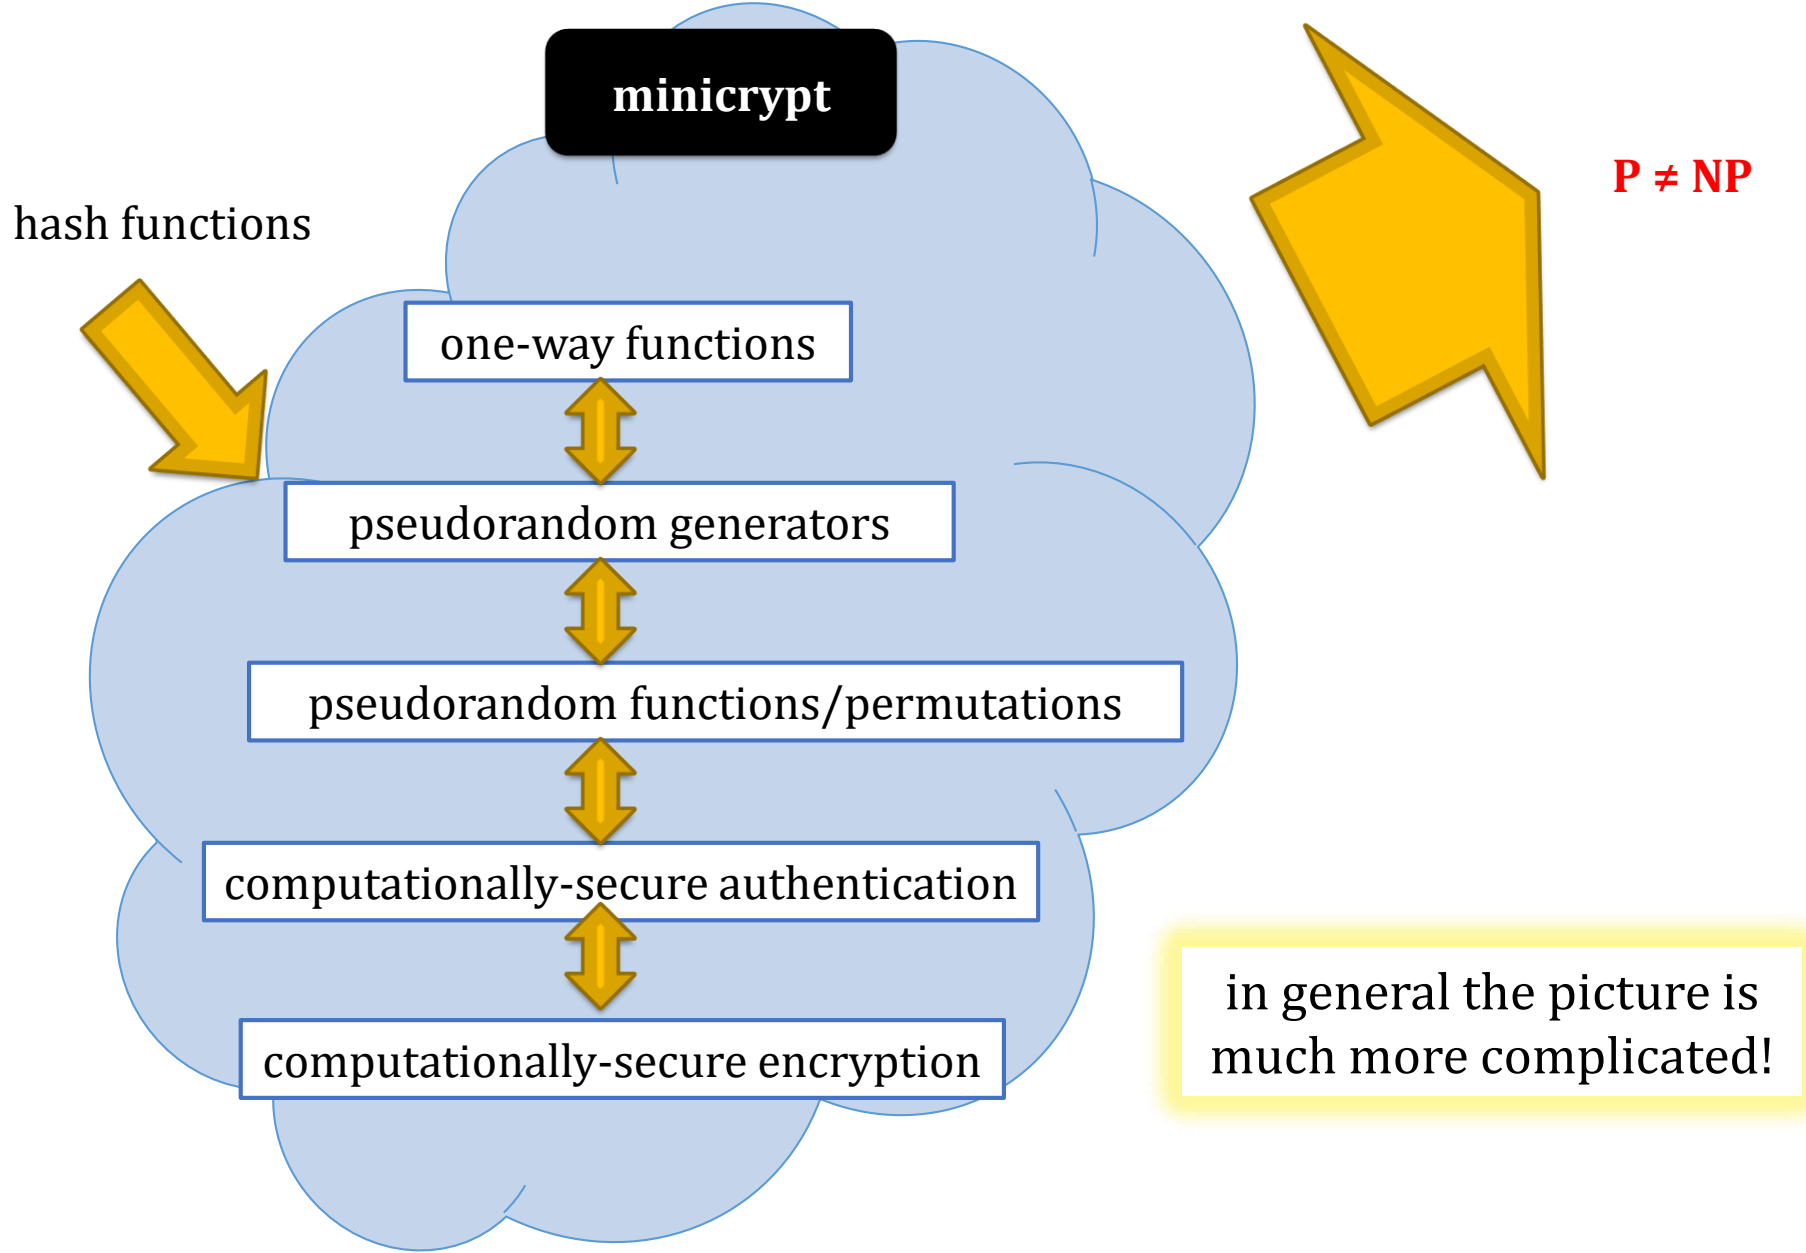 minicrypt
P ≠ NP
hash functions
one-way functions
pseudorandom generators
pseudorandom functions/permutations
computationally-secure authentication
computationally-secure encryption
in general the picture is
much more complicated!